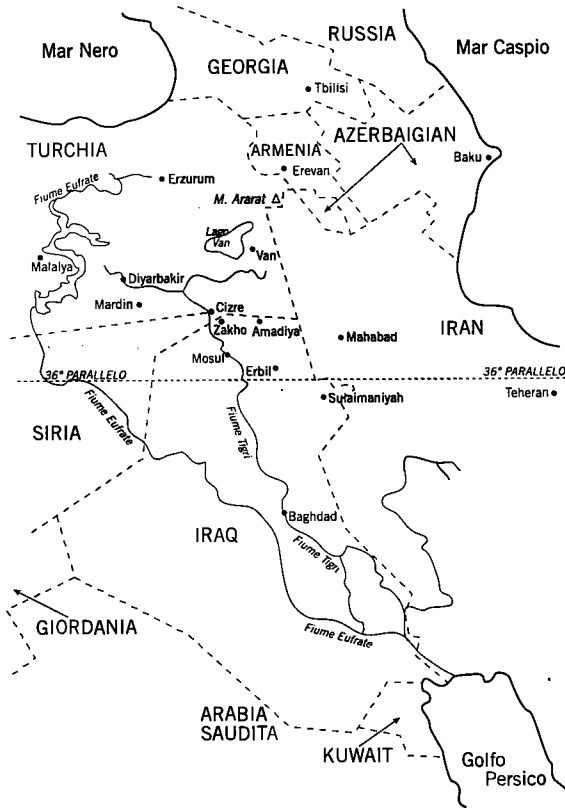 Mar Nero
RUSSIA
Mar Caspio
GEORGIA
Tbilisi
AZERBAIGIAN
TURCHIA
ARMENIA
Baku
Erevan
Fiume Eufrate
Erzurum
M. Ararat
Lago
Van
Van
Malalya
Diyarbakir
Mardin
Cizre
Zakho
Amadiya
Mahabad
IRAN
Mosul
Erbil
36° PARALLELO
36° PARALLELO
Sulaimaniyah
Teheran
SIRIA
Fiume Eufrate
Fiume Tigri
Baghdad
IRAQ
Fiume Tigri
GIORDANIA
Fiume Eufrate
ARABIA
SAUDITA
KUWAIT
Golfo
Persico